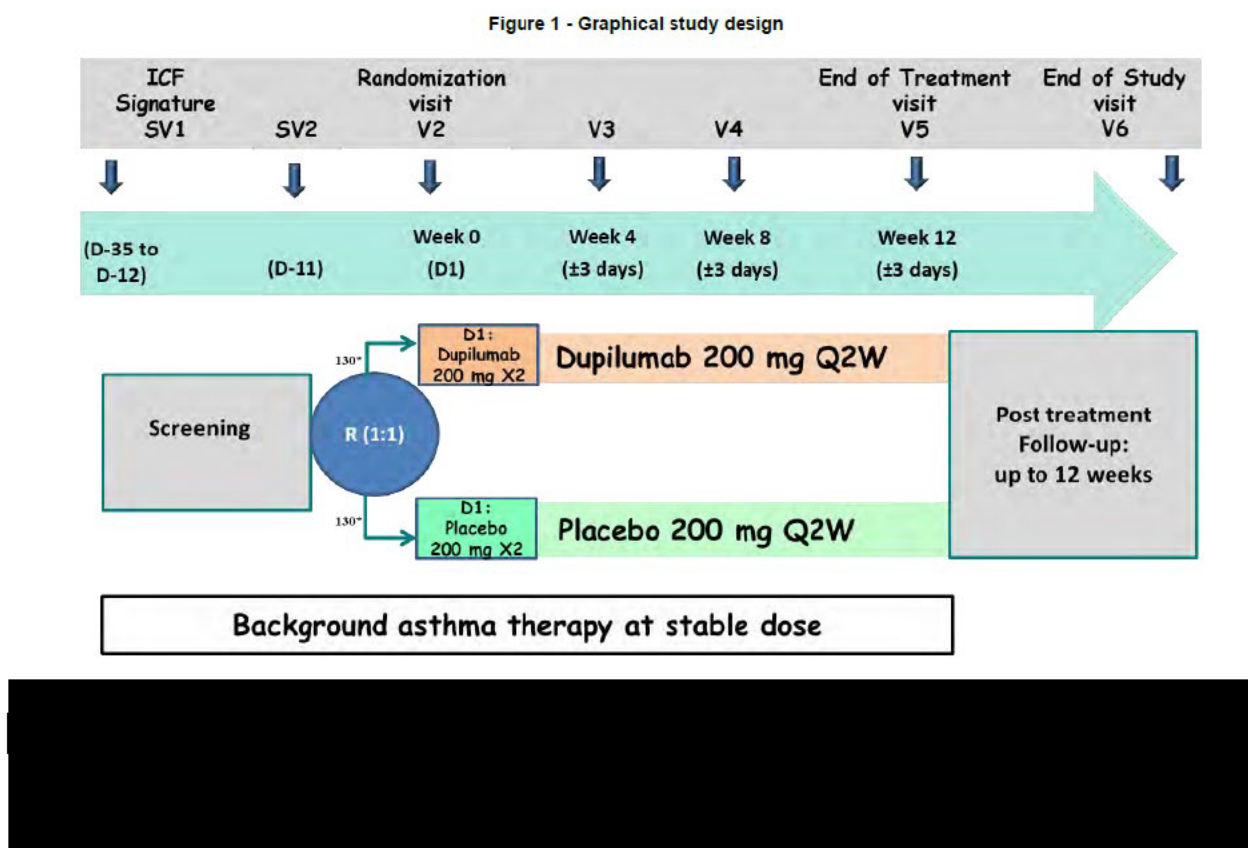 Figure 1 - Graphical study design
ICF
Signature
SV1
SV2
Randomization
visit
V2
V3
V4
End of Treatment
visit
V5
End of Study
visit
V6
(D-35 to
D-12)
(D-11)
Week 0
(D1)
Week 4
(±3 days)
Week 8
(±3 days)
Week 12
(±3 days)
Screening
R (1:1)
130*
D1:
Dupilumab
200 mg X2
Dupilumab 200 mg Q2W
130*
D1:
Placebo
200 mg X2
Placebo 200 mg Q2W
Post treatment
Follow-up:
up to 12 weeks
Background asthma therapy at stable dose